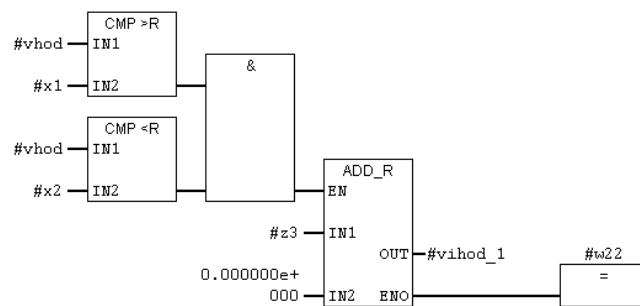 CMP >R
#vhod IN1
#x1 IN2
&
CMP <R
#vhod IN1
#x2 IN2
ADD_R
EN
#z3 IN1
OUT #vihod_1
0.000000e+
000 IN2 ENO
#w22
=